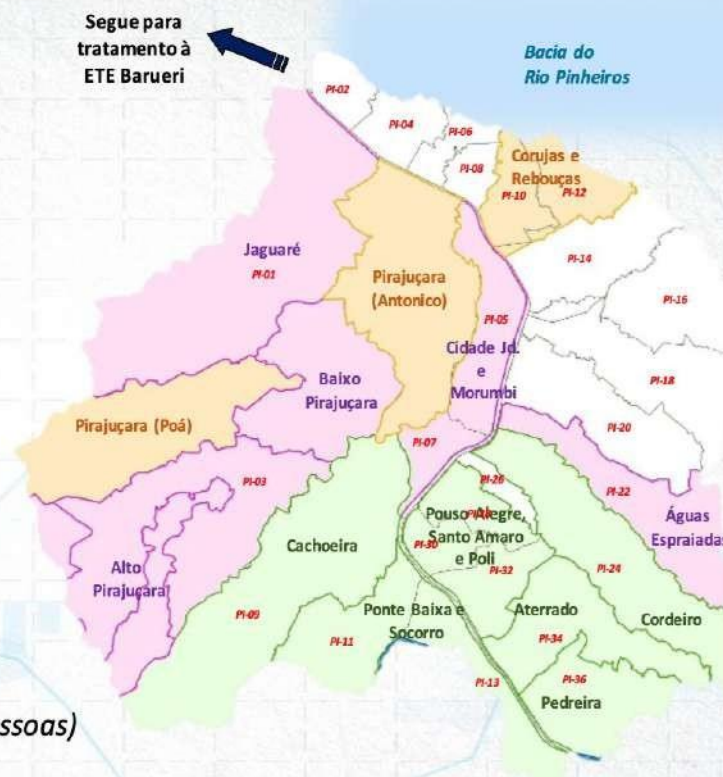 Segue para
tratamento à
ETE Barueri
Bacia do
Rio Pinheiros
PI-02
PI-04
PI-06
PI-08
Corujas e
Rebouças
PI-10
PI-12
Jaguaré
PI-01
Pirajuçara
(Antonico)
PI-14
PI-16
PI-05
Cidade Jd.
e
Morumbi
Baixo
Pirajuçara
PI-18
PI-20
Pirajuçara (Poá)
PI-07
PI-03
PI-26
PI-22
Águas
Espraiadas
Pouso Alegre,
Santo Amaro
e Poli
PI-30
PI-32
Cachoeira
PI-24
Alto
Pirajuçara
PI-09
Ponte Baixa e
Socorro
Aterrado
Cordeiro
PI-11
PI-34
PI-13
PI-36
Pedreira
ssoas)